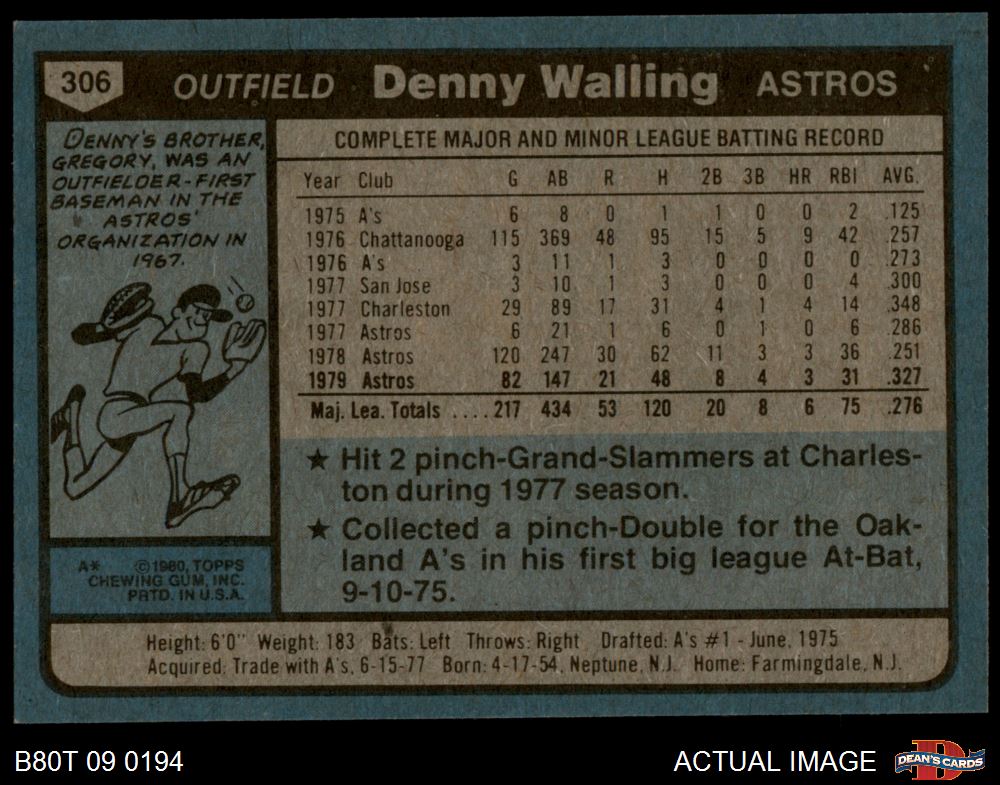 306 OUTFIELD Denny Walling ASTROS
DENNY'S BROTHER,
GREGORY, WAS AN
OUTFIELDER-FIRST
BASEMAN IN THE
ASTROS'
ORGANIZATION IN
1967.
COMPLETE MAJOR AND MINOR LEAGUE BATTING RECORD
Year Club G AB R H 2B 3B HR RBI AVG.
1975 A's 6 8 0 1 1 0 0 2 .125
1976 Chattanooga 115 369 48 95 15 5 9 42 .257
1976 A's 3 11 1 3 0 0 0 0 .273
1977 San Jose 3 10 1 3 0 0 0 4 .300
1977 Charleston 29 89 17 31 4 1 4 14 .348
1977 Astros 6 21 1 6 0 1 0 6 .286
1978 Astros 120 247 30 62 11 3 3 36 .251
1979 Astros 82 147 21 48 8 4 3 31 .327
Maj. Lea. Totals ....217 434 53 120 20 8 6 75 .276
★ Hit 2 pinch-Grand-Slammers at Charles-
ton during 1977 season.
★ Collected a pinch-Double for the Oak-
land A's in his first big league At-Bat,
9-10-75.
A* ©1980, TOPPS
CHEWING GUM, INC.
PRTD. IN U.S.A.
Height: 6'0" Weight: 183 Bats: Left Throws: Right Drafted: A's #1 - June, 1975
Acquired: Trade with A's, 6-15-77 Born: 4-17-54, Neptune, N.J. Home: Farmingdale, N.J.
B80T 09 0194 ACTUAL IMAGE DEAN'S CARDS